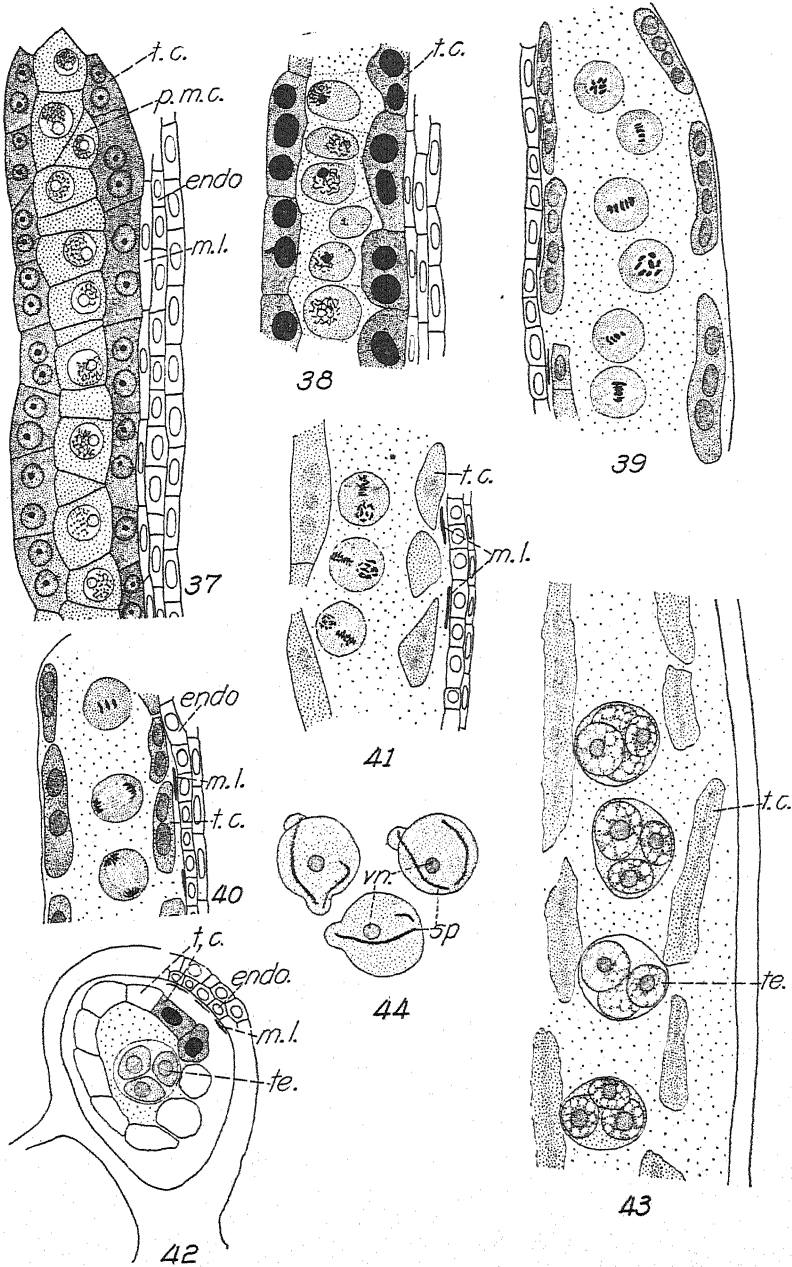 t.c.
p.m.c.
endo
m.l.
37
t.c.
38
39
t.c.
m.l.
41
endo
m.l.
t.c.
40
vn.
sp
44
t.c.
endo.
m.l.
te.
42
t.c.
te.
43